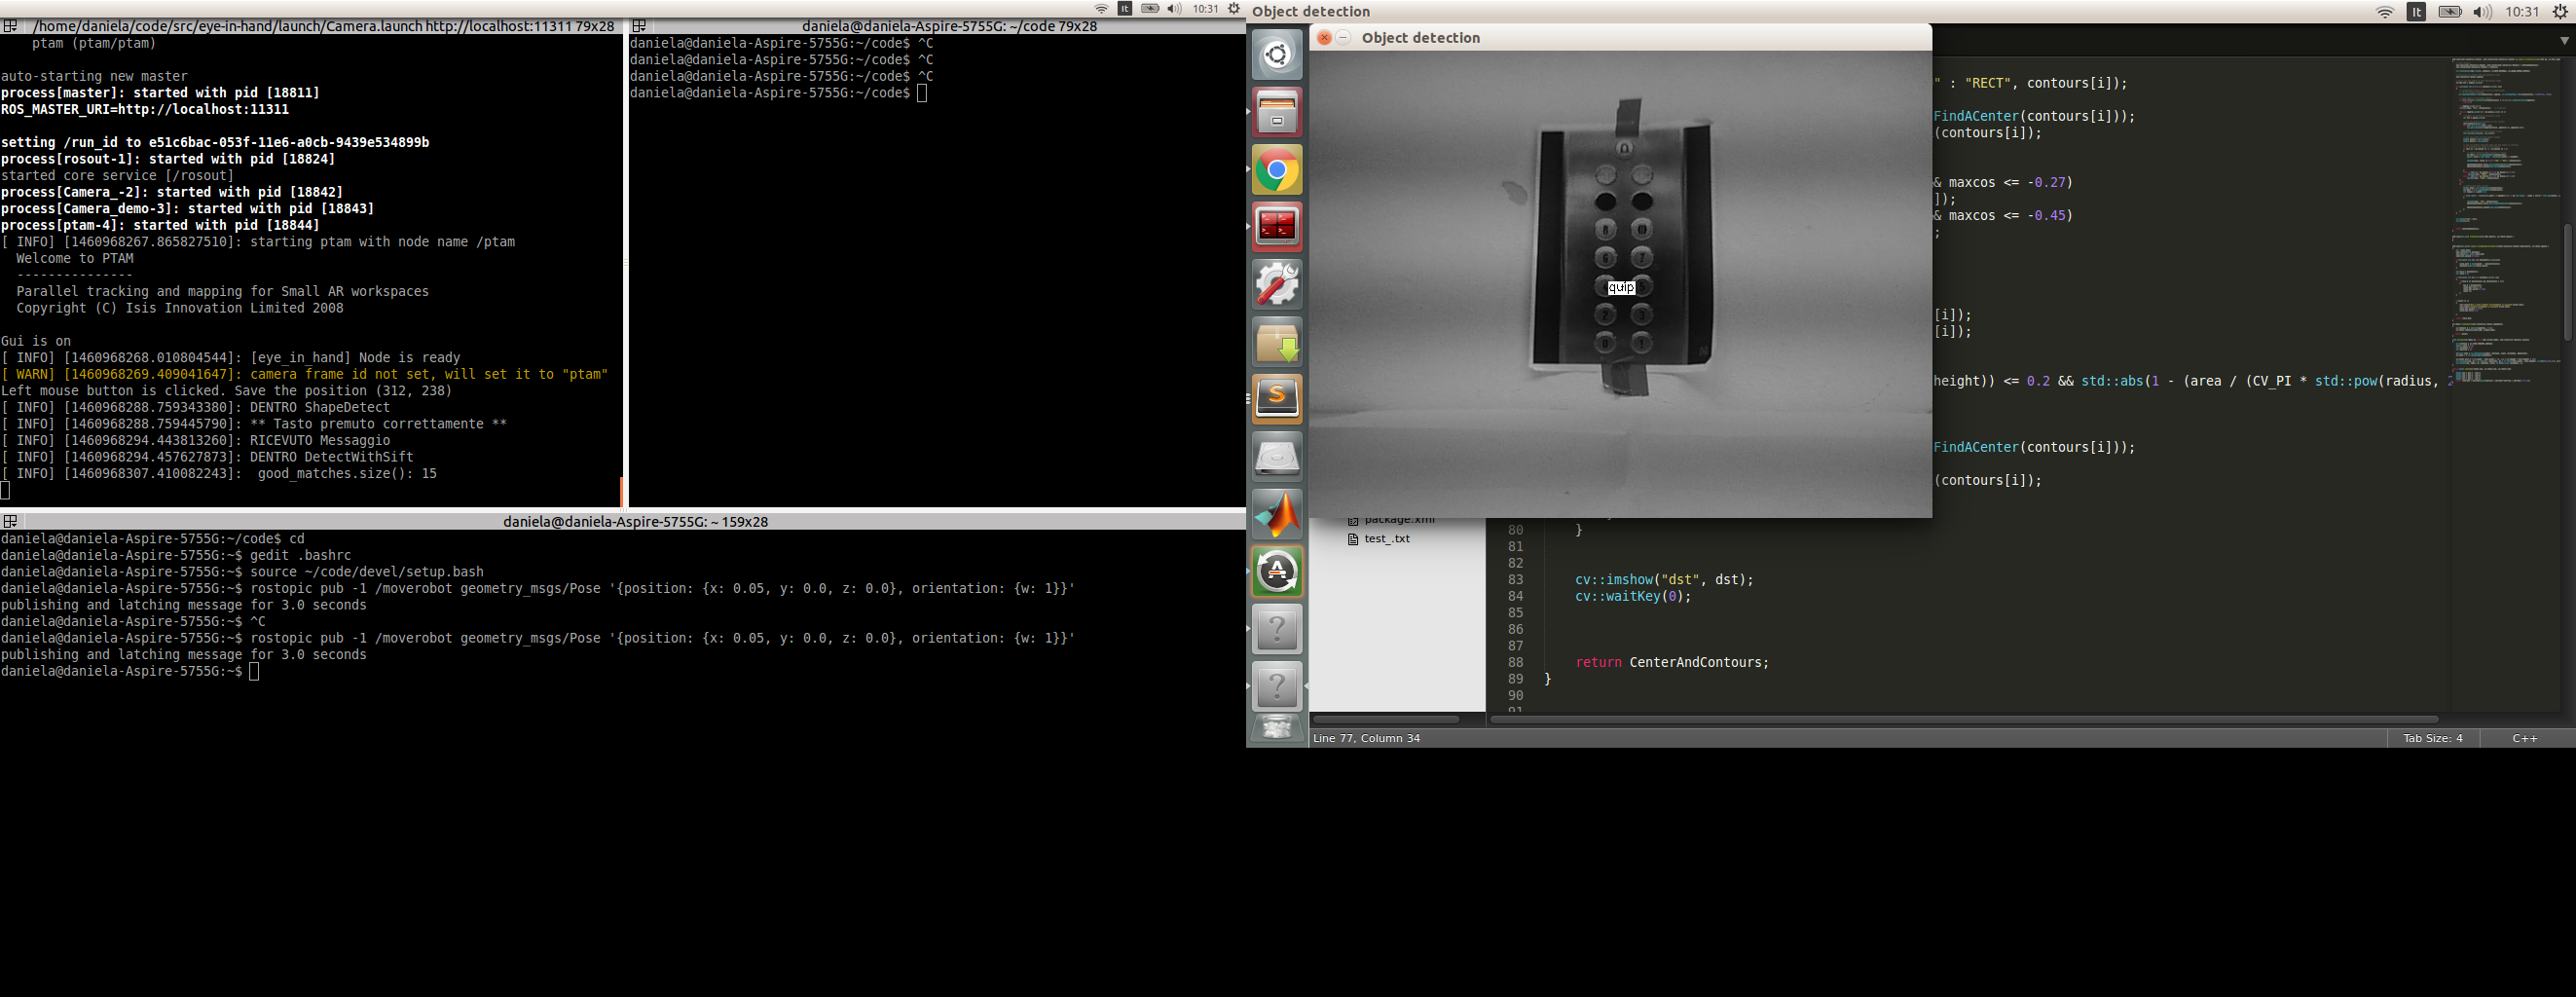 /home/daniela/code/src/eye-in-hand/launch/Camera.launch http://localhost:11311 79x28
ptam (ptam/ptam)
auto-starting new master
process[master]: started with pid [18811]
ROS_MASTER_URI=http://localhost:11311
setting /run_id to e51c6bac-053f-11e6-a0cb-9439e534899b
process[rosout-1]: started with pid [18824]
started core service [/rosout]
process[Camera_-2]: started with pid [18842]
process[Camera_demo-3]: started with pid [18843]
process[ptam-4]: started with pid [18844]
[ INFO] [1460968267.865827510]: starting ptam with node name /ptam
Welcome to PTAM
---------------
Parallel tracking and mapping for Small AR workspaces
Copyright (C) Isis Innovation Limited 2008
Gui is on
[ INFO] [1460968268.010804544]: [eye_in_hand] Node is ready
[ WARN] [1460968269.409041647]: camera frame id not set, will set it to "ptam"
Left mouse button is clicked. Save the position (312, 238)
[ INFO] [1460968288.759343380]: DENTRO ShapeDetect
[ INFO] [1460968288.759445790]: ** Tasto premuto correttamente **
[ INFO] [1460968294.443813260]: RICEVUTO Messaggio
[ INFO] [1460968294.457627873]: DENTRO DetectWithSift
[ INFO] [1460968307.410082243]:  good_matches.size(): 15
It 10:31
daniela@daniela-Aspire-5755G: ~/code 79x28
daniela@daniela-Aspire-5755G:~/code$ ^C
daniela@daniela-Aspire-5755G:~/code$ ^C
daniela@daniela-Aspire-5755G:~/code$ ^C
daniela@daniela-Aspire-5755G:~/code$
daniela@daniela-Aspire-5755G: ~ 159x28
daniela@daniela-Aspire-5755G:~/code$ cd
daniela@daniela-Aspire-5755G:~$ gedit .bashrc
daniela@daniela-Aspire-5755G:~$ source ~/code/devel/setup.bash
daniela@daniela-Aspire-5755G:~$ rostopic pub -1 /moverobot geometry_msgs/Pose '{position: {x: 0.05, y: 0.0, z: 0.0}, orientation: {w: 1}}'
publishing and latching message for 3.0 seconds
daniela@daniela-Aspire-5755G:~$ ^C
daniela@daniela-Aspire-5755G:~$ rostopic pub -1 /moverobot geometry_msgs/Pose '{position: {x: 0.05, y: 0.0, z: 0.0}, orientation: {w: 1}}'
publishing and latching message for 3.0 seconds
daniela@daniela-Aspire-5755G:~$
Object detection
It 10:31
Object detection
8
6 7
quip
2 3
0 1
" : "RECT", contours[i]);
FindACenter(contours[i]));
(contours[i]);
& maxcos <= -0.27)
]);
& maxcos <= -0.45)
;
[i]);
[i]);
height)) <= 0.2 && std::abs(1 - (area / (CV_PI * std::pow(radius,
FindACenter(contours[i]));
(contours[i]);
package.xml
test_.txt
80 }
81
82
83 cv::imshow("dst", dst);
84 cv::waitKey(0);
85
86
87
88 return CenterAndContours;
89 }
90
91
Line 77, Column 34
Tab Size: 4
C++